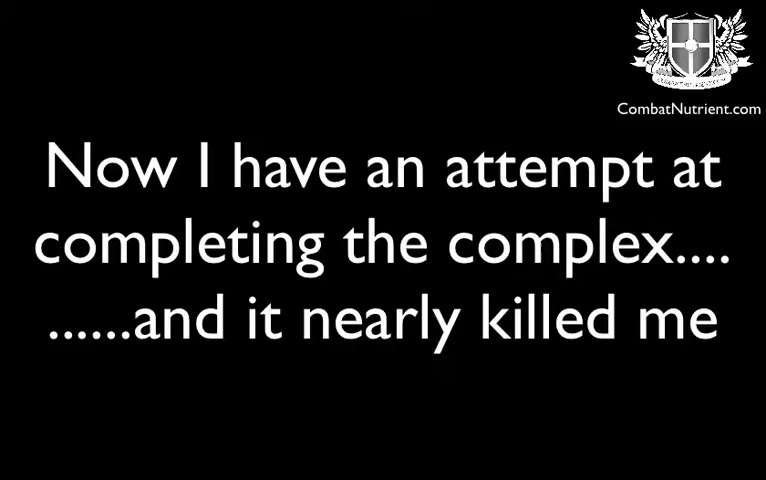 CombatNutrient.com
Now I have an attempt at
completing the complex....
......and it nearly killed me